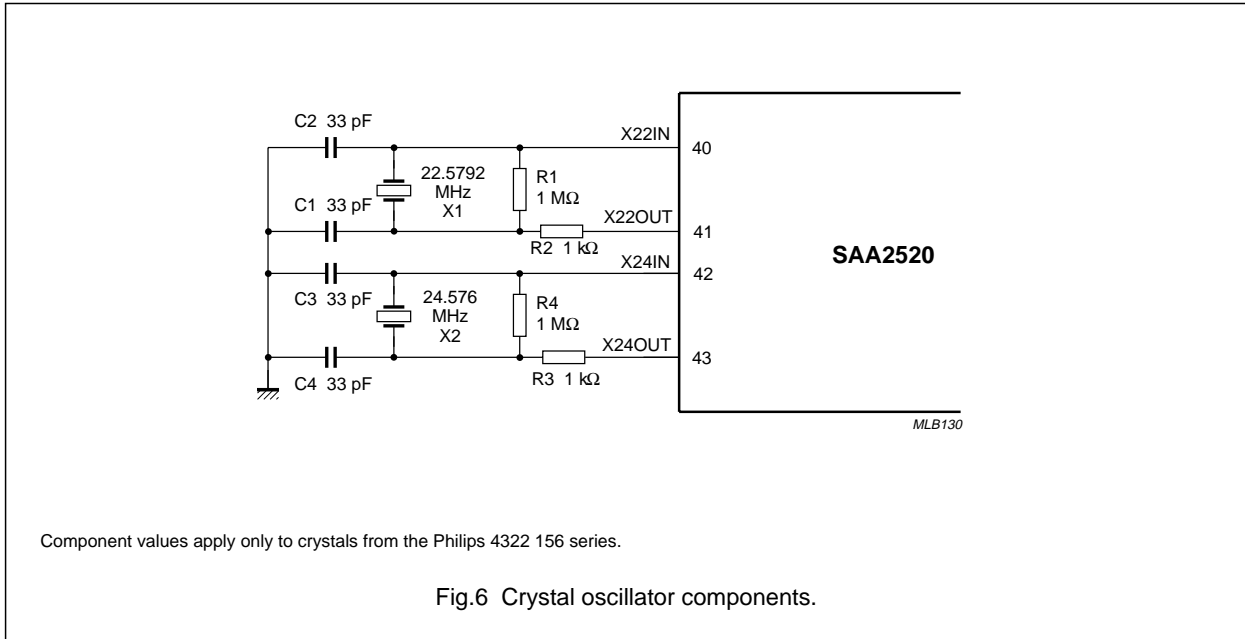 C2 33 pF
X22IN
40
22.5792
MHz
X1
R1
1 MΩ
C1 33 pF
X22OUT
41
R2 1 kΩ
SAA2520
X24IN
42
C3 33 pF
24.576
MHz
X2
R4
1 MΩ
X24OUT
43
C4 33 pF
R3 1 kΩ
MLB130
Component values apply only to crystals from the Philips 4322 156 series.
Fig.6 Crystal oscillator components.